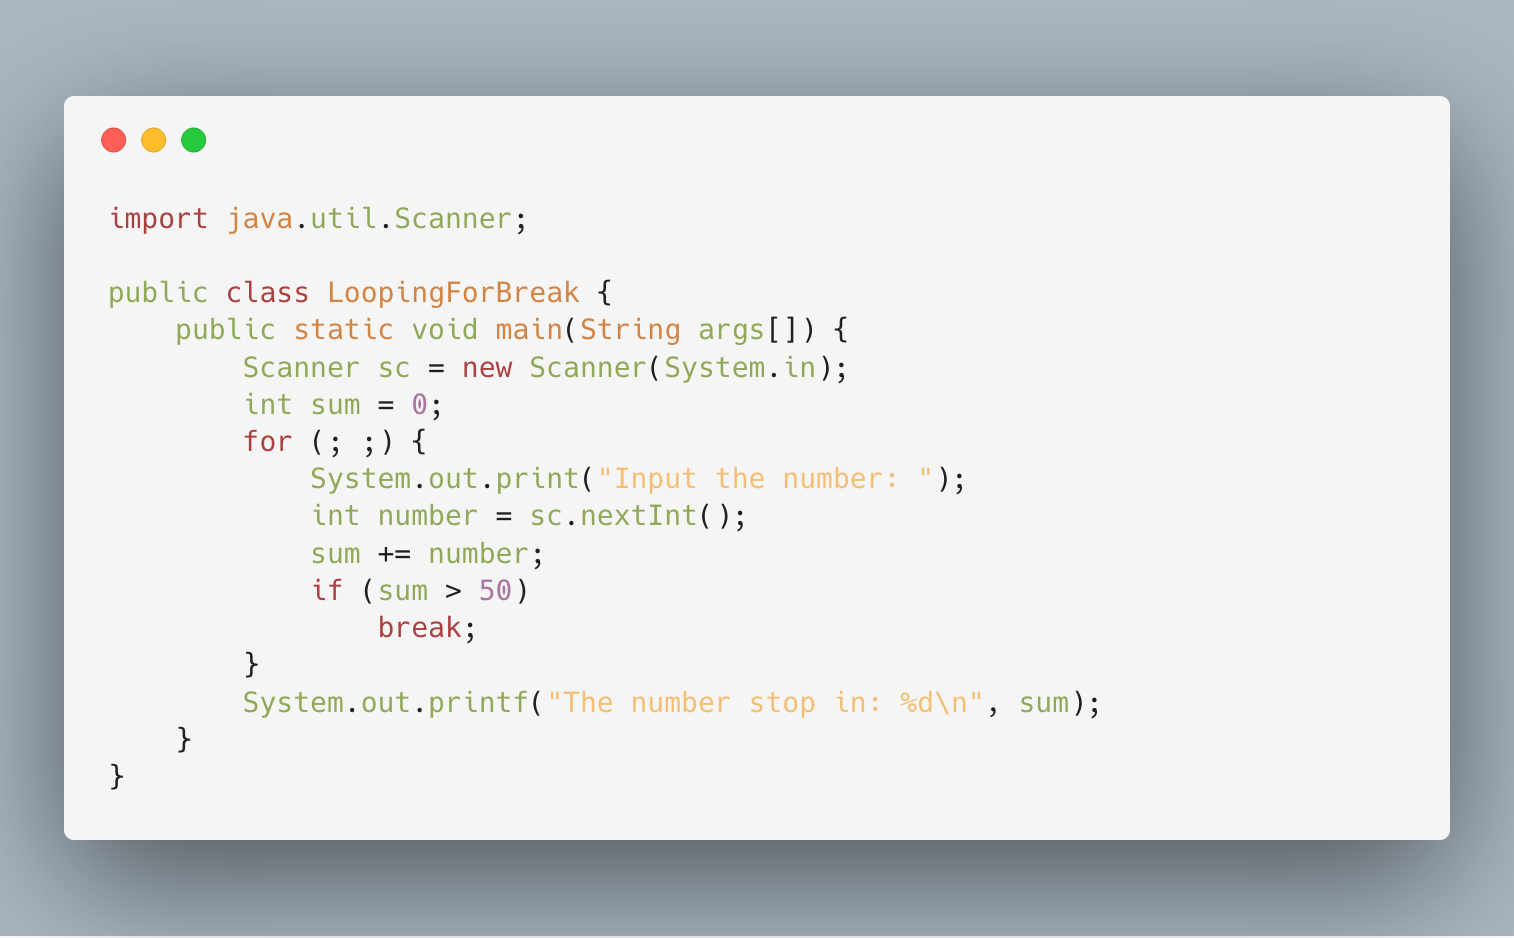 import java.util.Scanner;

public class LoopingForBreak {
    public static void main(String args[]) {
        Scanner sc = new Scanner(System.in);
        int sum = 0;
        for (; ;) {
            System.out.print("Input the number: ");
            int number = sc.nextInt();
            sum += number;
            if (sum > 50)
                break;
        }
        System.out.printf("The number stop in: %d\n", sum);
    }
}